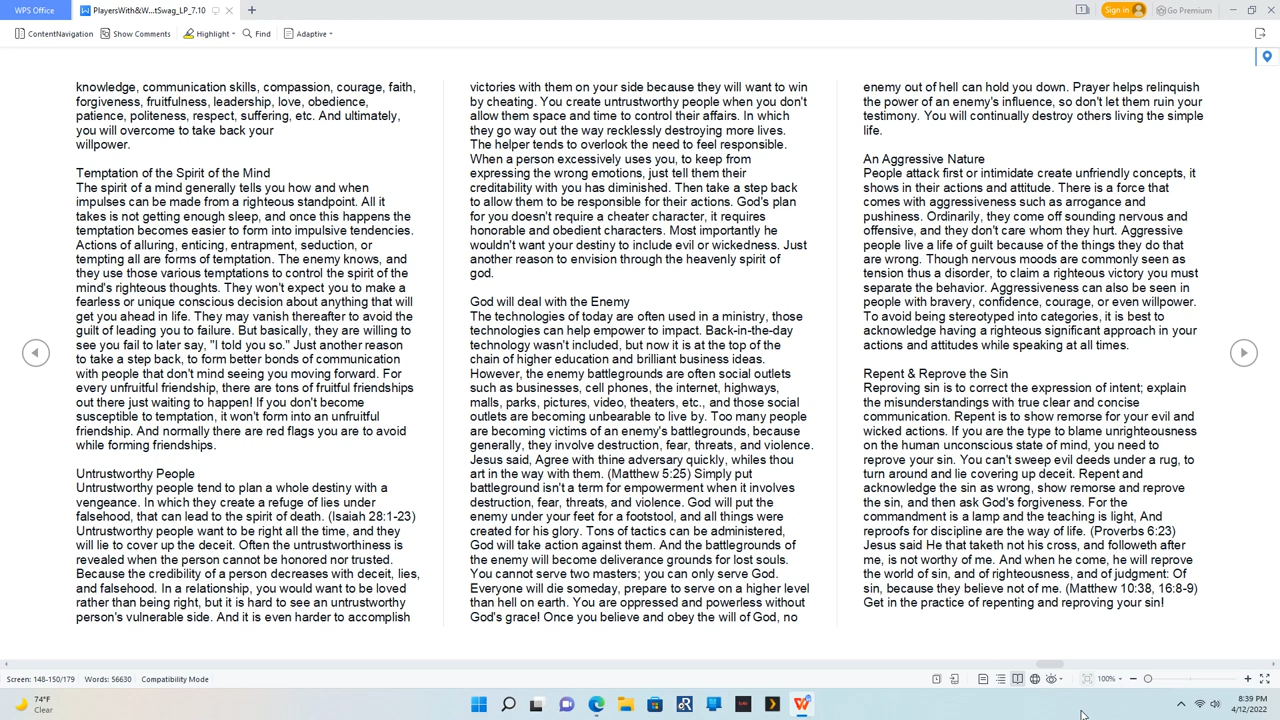 WPS Office
PlayersWith&W...tSwag_LP_7.10
Sign in
Go Premium
ContentNavigation
Show Comments
Highlight
Find
Adaptive
knowledge, communication skills, compassion, courage, faith,
forgiveness, fruitfulness, leadership, love, obedience,
patience, politeness, respect, suffering, etc. And ultimately,
you will overcome to take back your
willpower.
Temptation of the Spirit of the Mind
The spirit of a mind generally tells you how and when
impulses can be made from a righteous standpoint. All it
takes is not getting enough sleep, and once this happens the
temptation becomes easier to form into impulsive tendencies.
Actions of alluring, enticing, entrapment, seduction, or
tempting all are forms of temptation. The enemy knows, and
they use those various temptations to control the spirit of the
mind's righteous thoughts. They won't expect you to make a
fearless or unique conscious decision about anything that will
get you ahead in life. They may vanish thereafter to avoid the
guilt of leading you to failure. But basically, they are willing to
see you fail to later say, "I told you so." Just another reason
to take a step back, to form better bonds of communication
with people that don't mind seeing you moving forward. For
every unfruitful friendship, there are tons of fruitful friendships
out there just waiting to happen! If you don't become
susceptible to temptation, it won't form into an unfruitful
friendship. And normally there are red flags you are to avoid
while forming friendships.
Untrustworthy People
Untrustworthy people tend to plan a whole destiny with a
vengeance. In which they create a refuge of lies under
falsehood, that can lead to the spirit of death. (Isaiah 28:1-23)
Untrustworthy people want to be right all the time, and they
will lie to cover up the deceit. Often the untrustworthiness is
revealed when the person cannot be honored nor trusted.
Because the credibility of a person decreases with deceit, lies,
and falsehood. In a relationship, you would want to be loved
rather than being right, but it is hard to see an untrustworthy
person's vulnerable side. And it is even harder to accomplish
victories with them on your side because they will want to win
by cheating. You create untrustworthy people when you don't
allow them space and time to control their affairs. In which
they go way out the way recklessly destroying more lives.
The helper tends to overlook the need to feel responsible.
When a person excessively uses you, to keep from
expressing the wrong emotions, just tell them their
creditability with you has diminished. Then take a step back
to allow them to be responsible for their actions. God's plan
for you doesn't require a cheater character, it requires
honorable and obedient characters. Most importantly he
wouldn't want your destiny to include evil or wickedness. Just
another reason to envision through the heavenly spirit of
god.
God will deal with the Enemy
The technologies of today are often used in a ministry, those
technologies can help empower to impact. Back-in-the-day
technology wasn't included, but now it is at the top of the
chain of higher education and brilliant business ideas.
However, the enemy battlegrounds are often social outlets
such as businesses, cell phones, the internet, highways,
malls, parks, pictures, video, theaters, etc., and those social
outlets are becoming unbearable to live by. Too many people
are becoming victims of an enemy's battlegrounds, because
generally, they involve destruction, fear, threats, and violence.
Jesus said, Agree with thine adversary quickly, whiles thou
art in the way with them. (Matthew 5:25) Simply put
battleground isn't a term for empowerment when it involves
destruction, fear, threats, and violence. God will put the
enemy under your feet for a footstool, and all things were
created for his glory. Tons of tactics can be administered,
God will take action against them. And the battlegrounds of
the enemy will become deliverance grounds for lost souls.
You cannot serve two masters; you can only serve God.
Everyone will die someday, prepare to serve on a higher level
than hell on earth. You are oppressed and powerless without
God's grace! Once you believe and obey the will of God, no
enemy out of hell can hold you down. Prayer helps relinquish
the power of an enemy's influence, so don't let them ruin your
testimony. You will continually destroy others living the simple
life.
An Aggressive Nature
People attack first or intimidate create unfriendly concepts, it
shows in their actions and attitude. There is a force that
comes with aggressiveness such as arrogance and
pushiness. Ordinarily, they come off sounding nervous and
offensive, and they don't care whom they hurt. Aggressive
people live a life of guilt because of the things they do that
are wrong. Though nervous moods are commonly seen as
tension thus a disorder, to claim a righteous victory you must
separate the behavior. Aggressiveness can also be seen in
people with bravery, confidence, courage, or even willpower.
To avoid being stereotyped into categories, it is best to
acknowledge having a righteous significant approach in your
actions and attitudes while speaking at all times.
Repent & Reprove the Sin
Reproving sin is to correct the expression of intent; explain
the misunderstandings with true clear and concise
communication. Repent is to show remorse for your evil and
wicked actions. If you are the type to blame unrighteousness
on the human unconscious state of mind, you need to
reprove your sin. You can't sweep evil deeds under a rug, to
turn around and lie covering up deceit. Repent and
acknowledge the sin as wrong, show remorse and reprove
the sin, and then ask God's forgiveness. For the
commandment is a lamp and the teaching is light, And
reproofs for discipline are the way of life. (Proverbs 6:23)
Jesus said He that taketh not his cross, and followeth after
me, is not worthy of me. And when he come, he will reprove
the world of sin, and of righteousness, and of judgment: Of
sin, because they believe not of me. (Matthew 10:38, 16:8-9)
Get in the practice of repenting and reproving your sin!
Screen: 148-150/179
Words: 56630
Compatibility Mode
100%
74°F
Clear
8:39 PM
4/12/2022